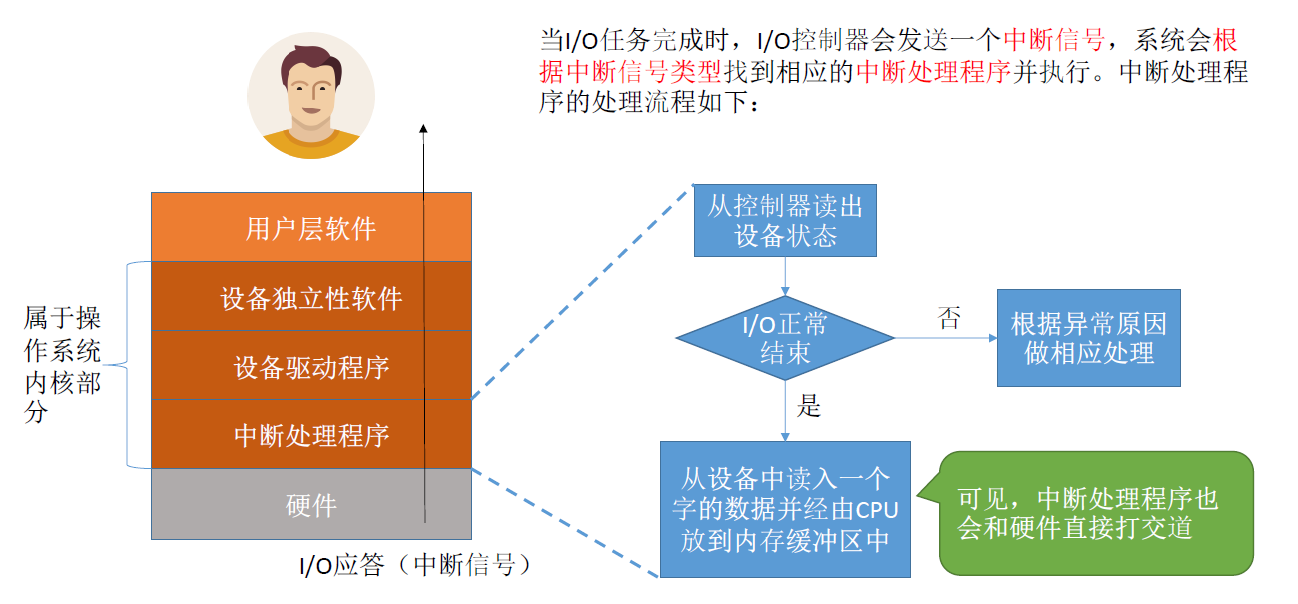 当I/O任务完成时，I/O控制器会发送一个中断信号，系统会根
据中断信号类型找到相应的中断处理程序并执行。中断处理程
序的处理流程如下：
用户层软件
设备独立性软件
设备驱动程序
中断处理程序
硬件
属于操
作系统
内核部
分
I/O应答（中断信号）
从控制器读出
设备状态
I/O正常
结束
否
根据异常原因
做相应处理
是
从设备中读入一个
字的数据并经由CPU
放到内存缓冲区中
可见，中断处理程序也
会和硬件直接打交道